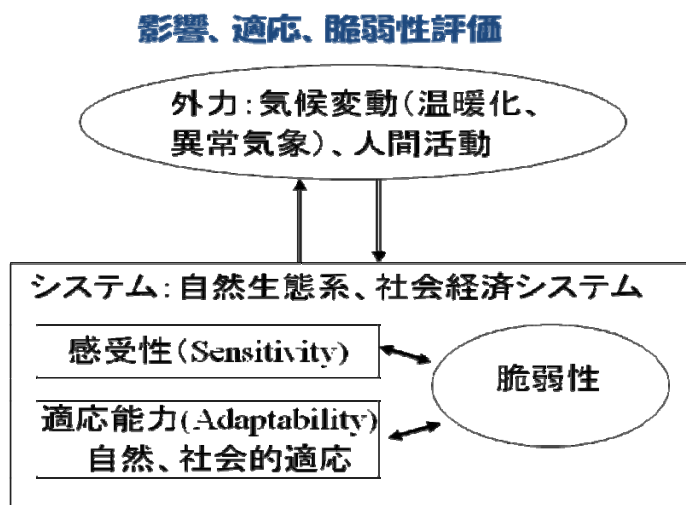 影響、適応、脆弱性評価
外力：気候変動（温暖化、
異常気象）、人間活動
システム：自然生態系、社会経済システム
感受性（Sensitivity）
脆弱性
適応能力(Adaptability)
自然、社会的適応